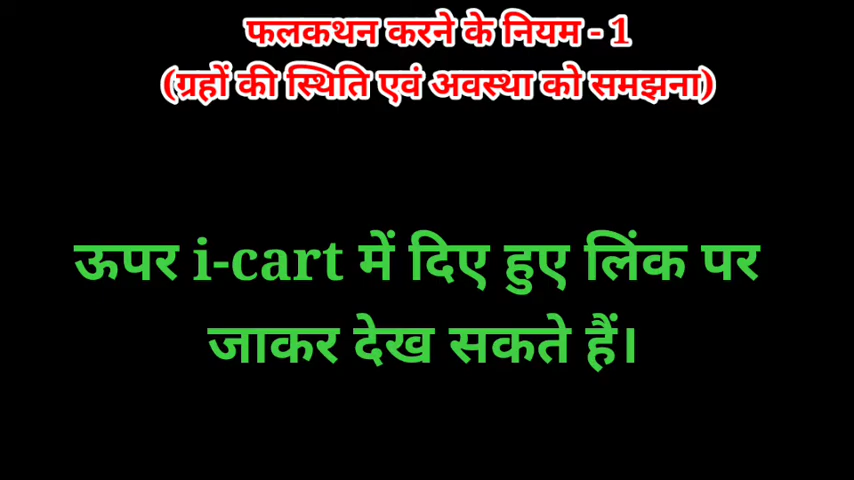 फलकथन करने के नियम - 1
(ग्रहों की स्थिति एवं अवस्था को समझना)
ऊपर i-cart में दिए हुए लिंक पर
जाकर देख सकते हैं।